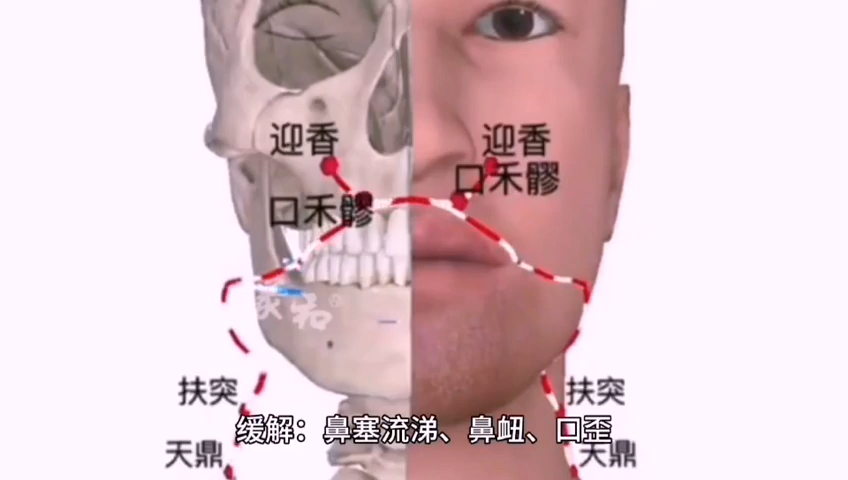 迎香
迎香
口禾髎
口禾髎
扶突
扶突
缓解：鼻塞流涕、鼻衄、口歪
天鼎
天鼎